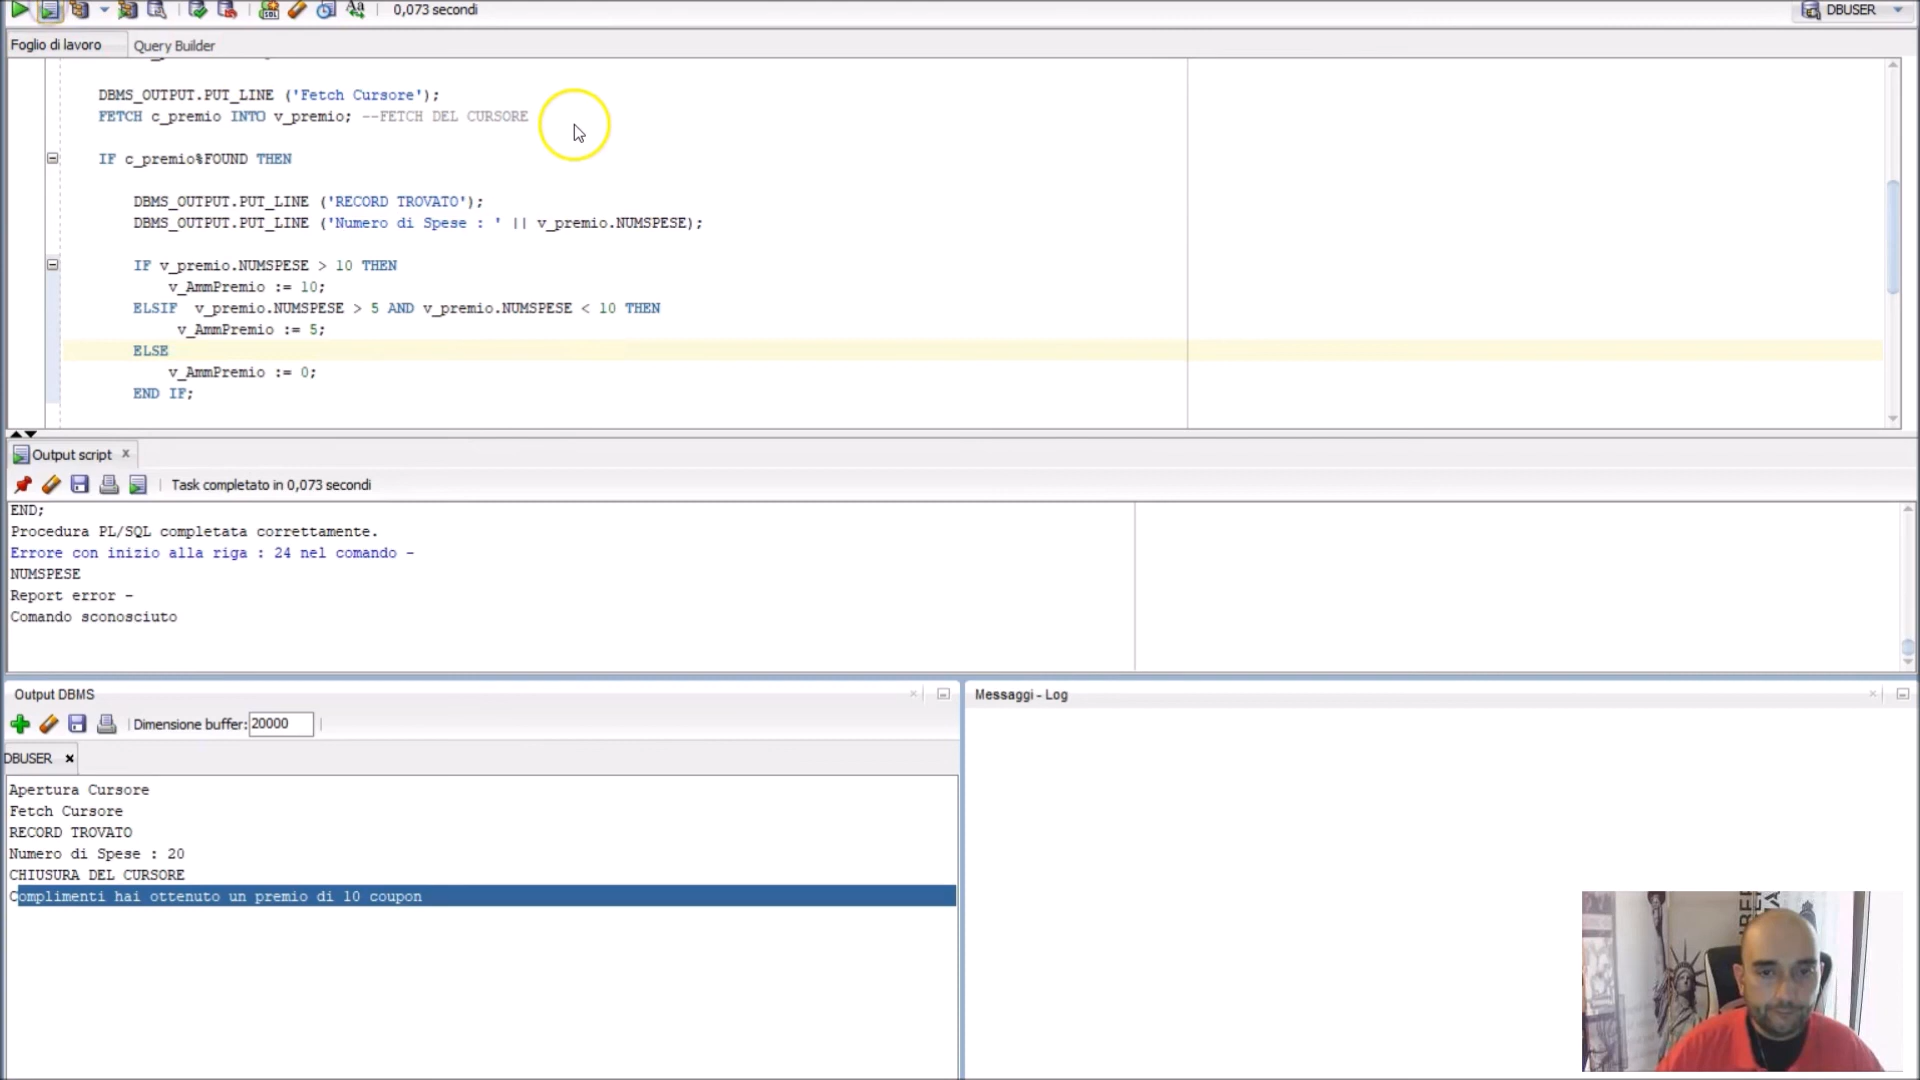 0,073 secondi
DBUSER
Foglio di lavoro
Query Builder
DBMS_OUTPUT.PUT_LINE ('Fetch Cursore');
FETCH c_premio INTO v_premio; --FETCH DEL CURSORE
IF c_premio%FOUND THEN
DBMS_OUTPUT.PUT_LINE ('RECORD TROVATO');
DBMS_OUTPUT.PUT_LINE ('Numero di Spese : ' || v_premio.NUMSPESE);
IF v_premio.NUMSPESE > 10 THEN
v_AmmPremio := 10;
ELSIF v_premio.NUMSPESE > 5 AND v_premio.NUMSPESE < 10 THEN
v_AmmPremio := 5;
ELSE
v_AmmPremio := 0;
END IF;
Output script
Task completato in 0,073 secondi
END;
Procedura PL/SQL completata correttamente.
Errore con inizio alla riga : 24 nel comando -
NUMSPESE
Report error -
Comando sconosciuto
Output DBMS
Messaggi - Log
Dimensione buffer: 20000
DBUSER
Apertura Cursore
Fetch Cursore
RECORD TROVATO
Numero di Spese : 20
CHIUSURA DEL CURSORE
Complimenti hai ottenuto un premio di 10 coupon